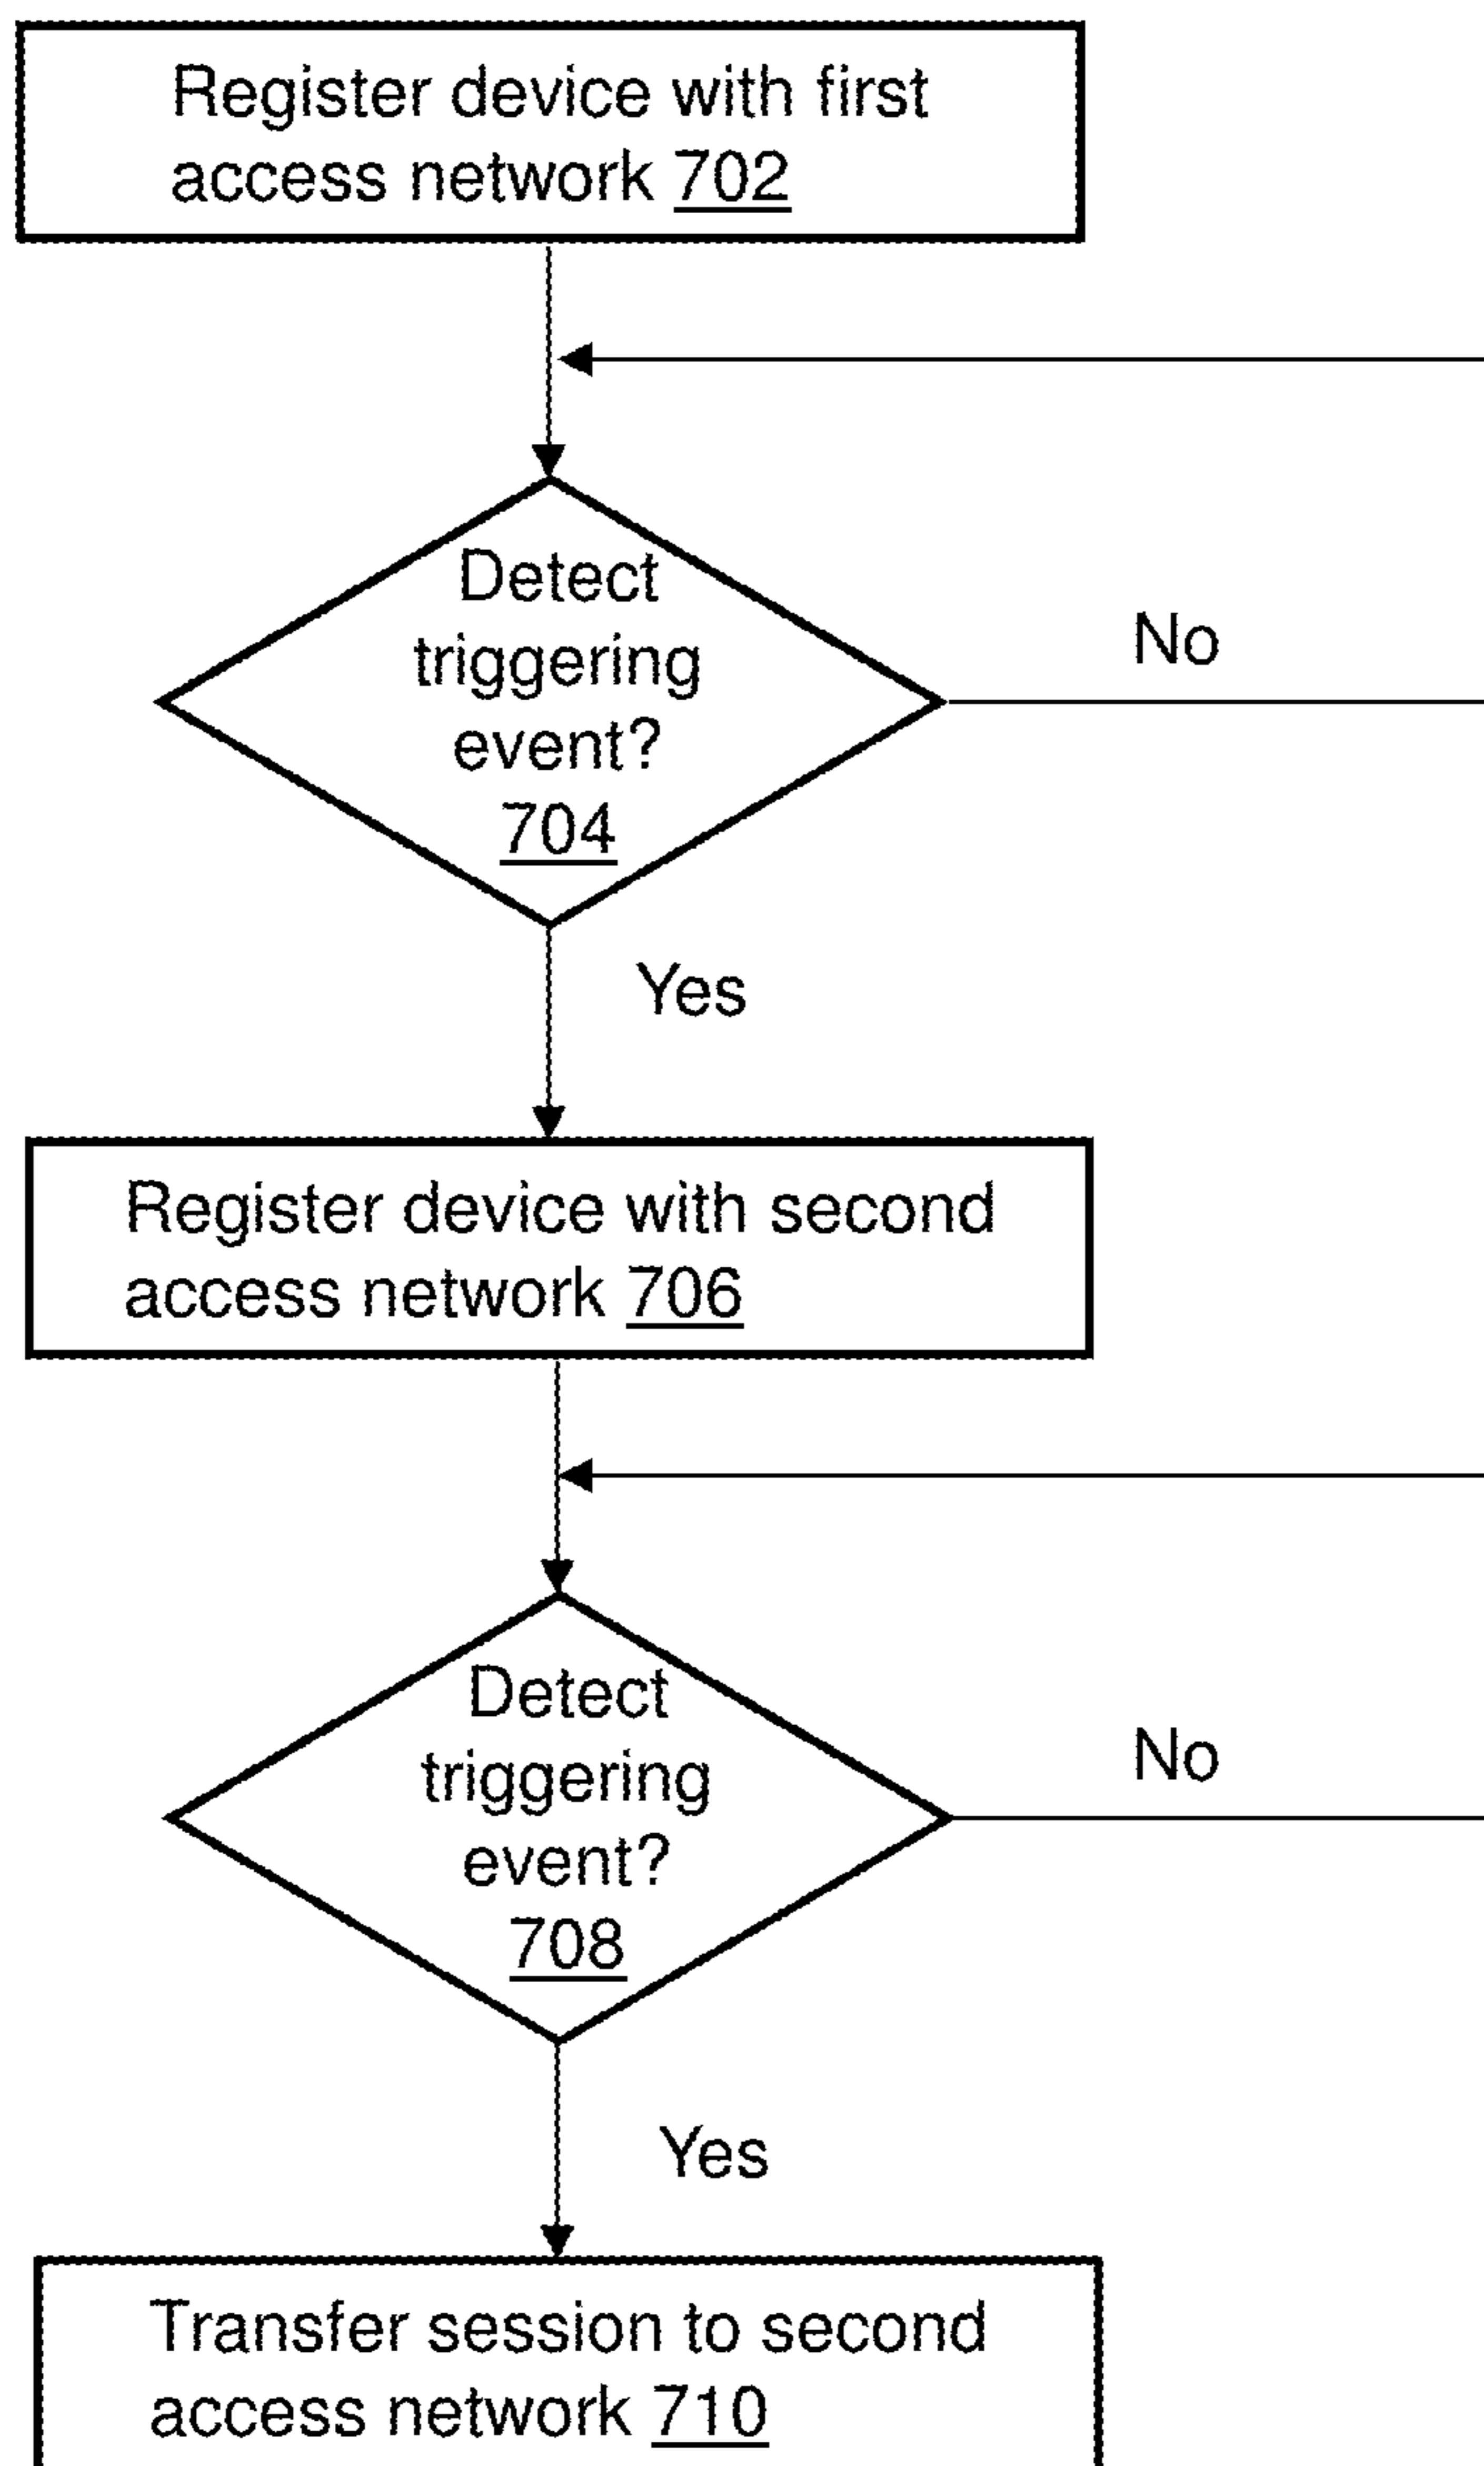 Register device with first
access network 702
Detect
triggering
event?
704
No
Yes
Register device with second
access network 706
Detect
triggering
event?
708
No
Yes
Transfer session to second
access network 710